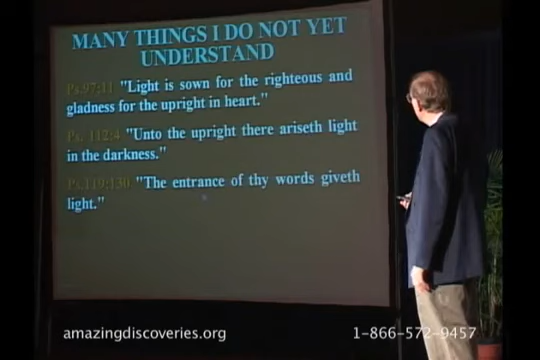 MANY THINGS I DO NOT YET
UNDERSTAND
Ps.97:11 "Light is sown for the righteous and
gladness for the upright in heart."
Ps. 112:4 "Unto the upright there ariseth light
in the darkness."
Ps.119:130 "The entrance of thy words giveth
light."
amazingdiscoveries.org
1-866-572-9457